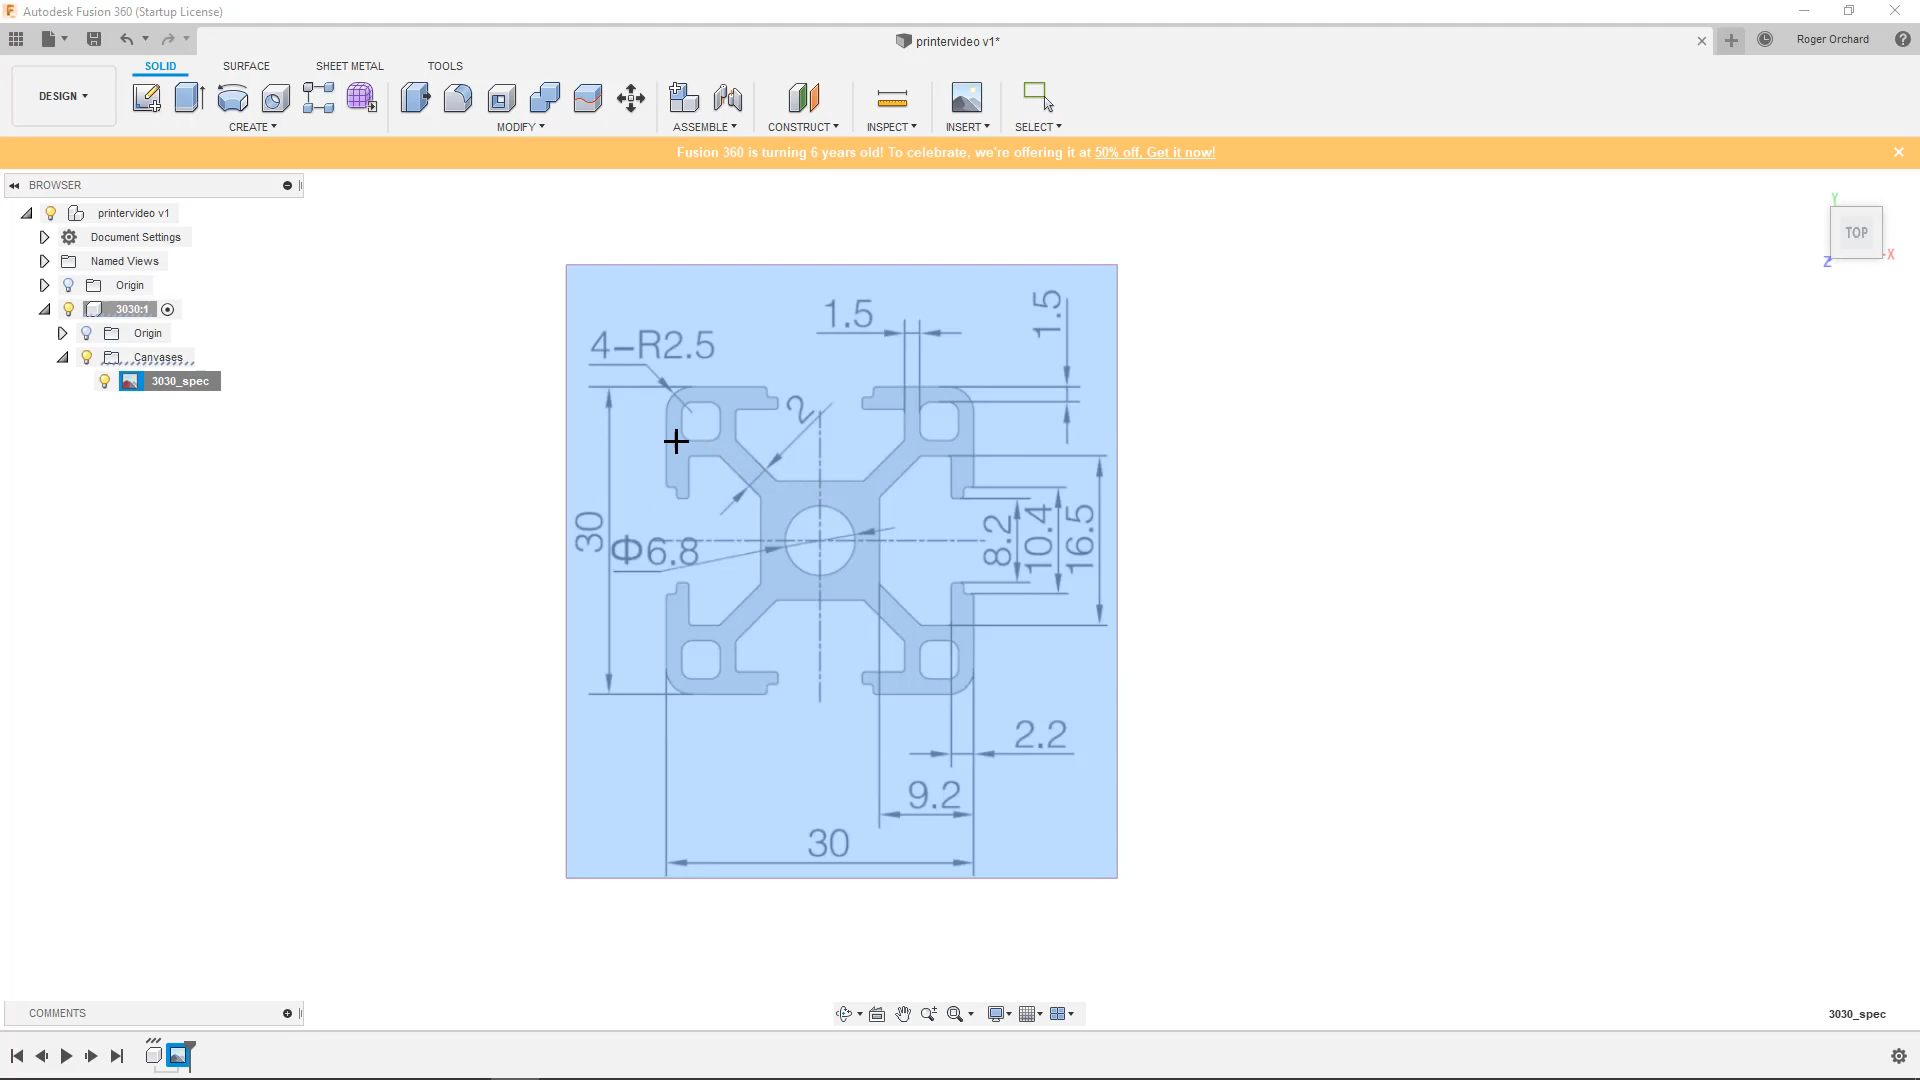 Autodesk Fusion 360 (Startup License)
printervideo v1*
Roger Orchard
DESIGN
SOLID
SURFACE
SHEET METAL
TOOLS
CREATE
MODIFY
ASSEMBLE
CONSTRUCT
INSPECT
INSERT
SELECT
Fusion 360 is turning 6 years old! To celebrate, we're offering it at 50% off. Get it now!
BROWSER
printervideo v1
Document Settings
Named Views
Origin
3030:1
Origin
Canvases
3030_spec
Y
TOP
X
Z
1.5
1.5
4-R2.5
2
30
Φ6.8
8.2
10.4
16.5
2.2
9.2
30
COMMENTS
3030_spec